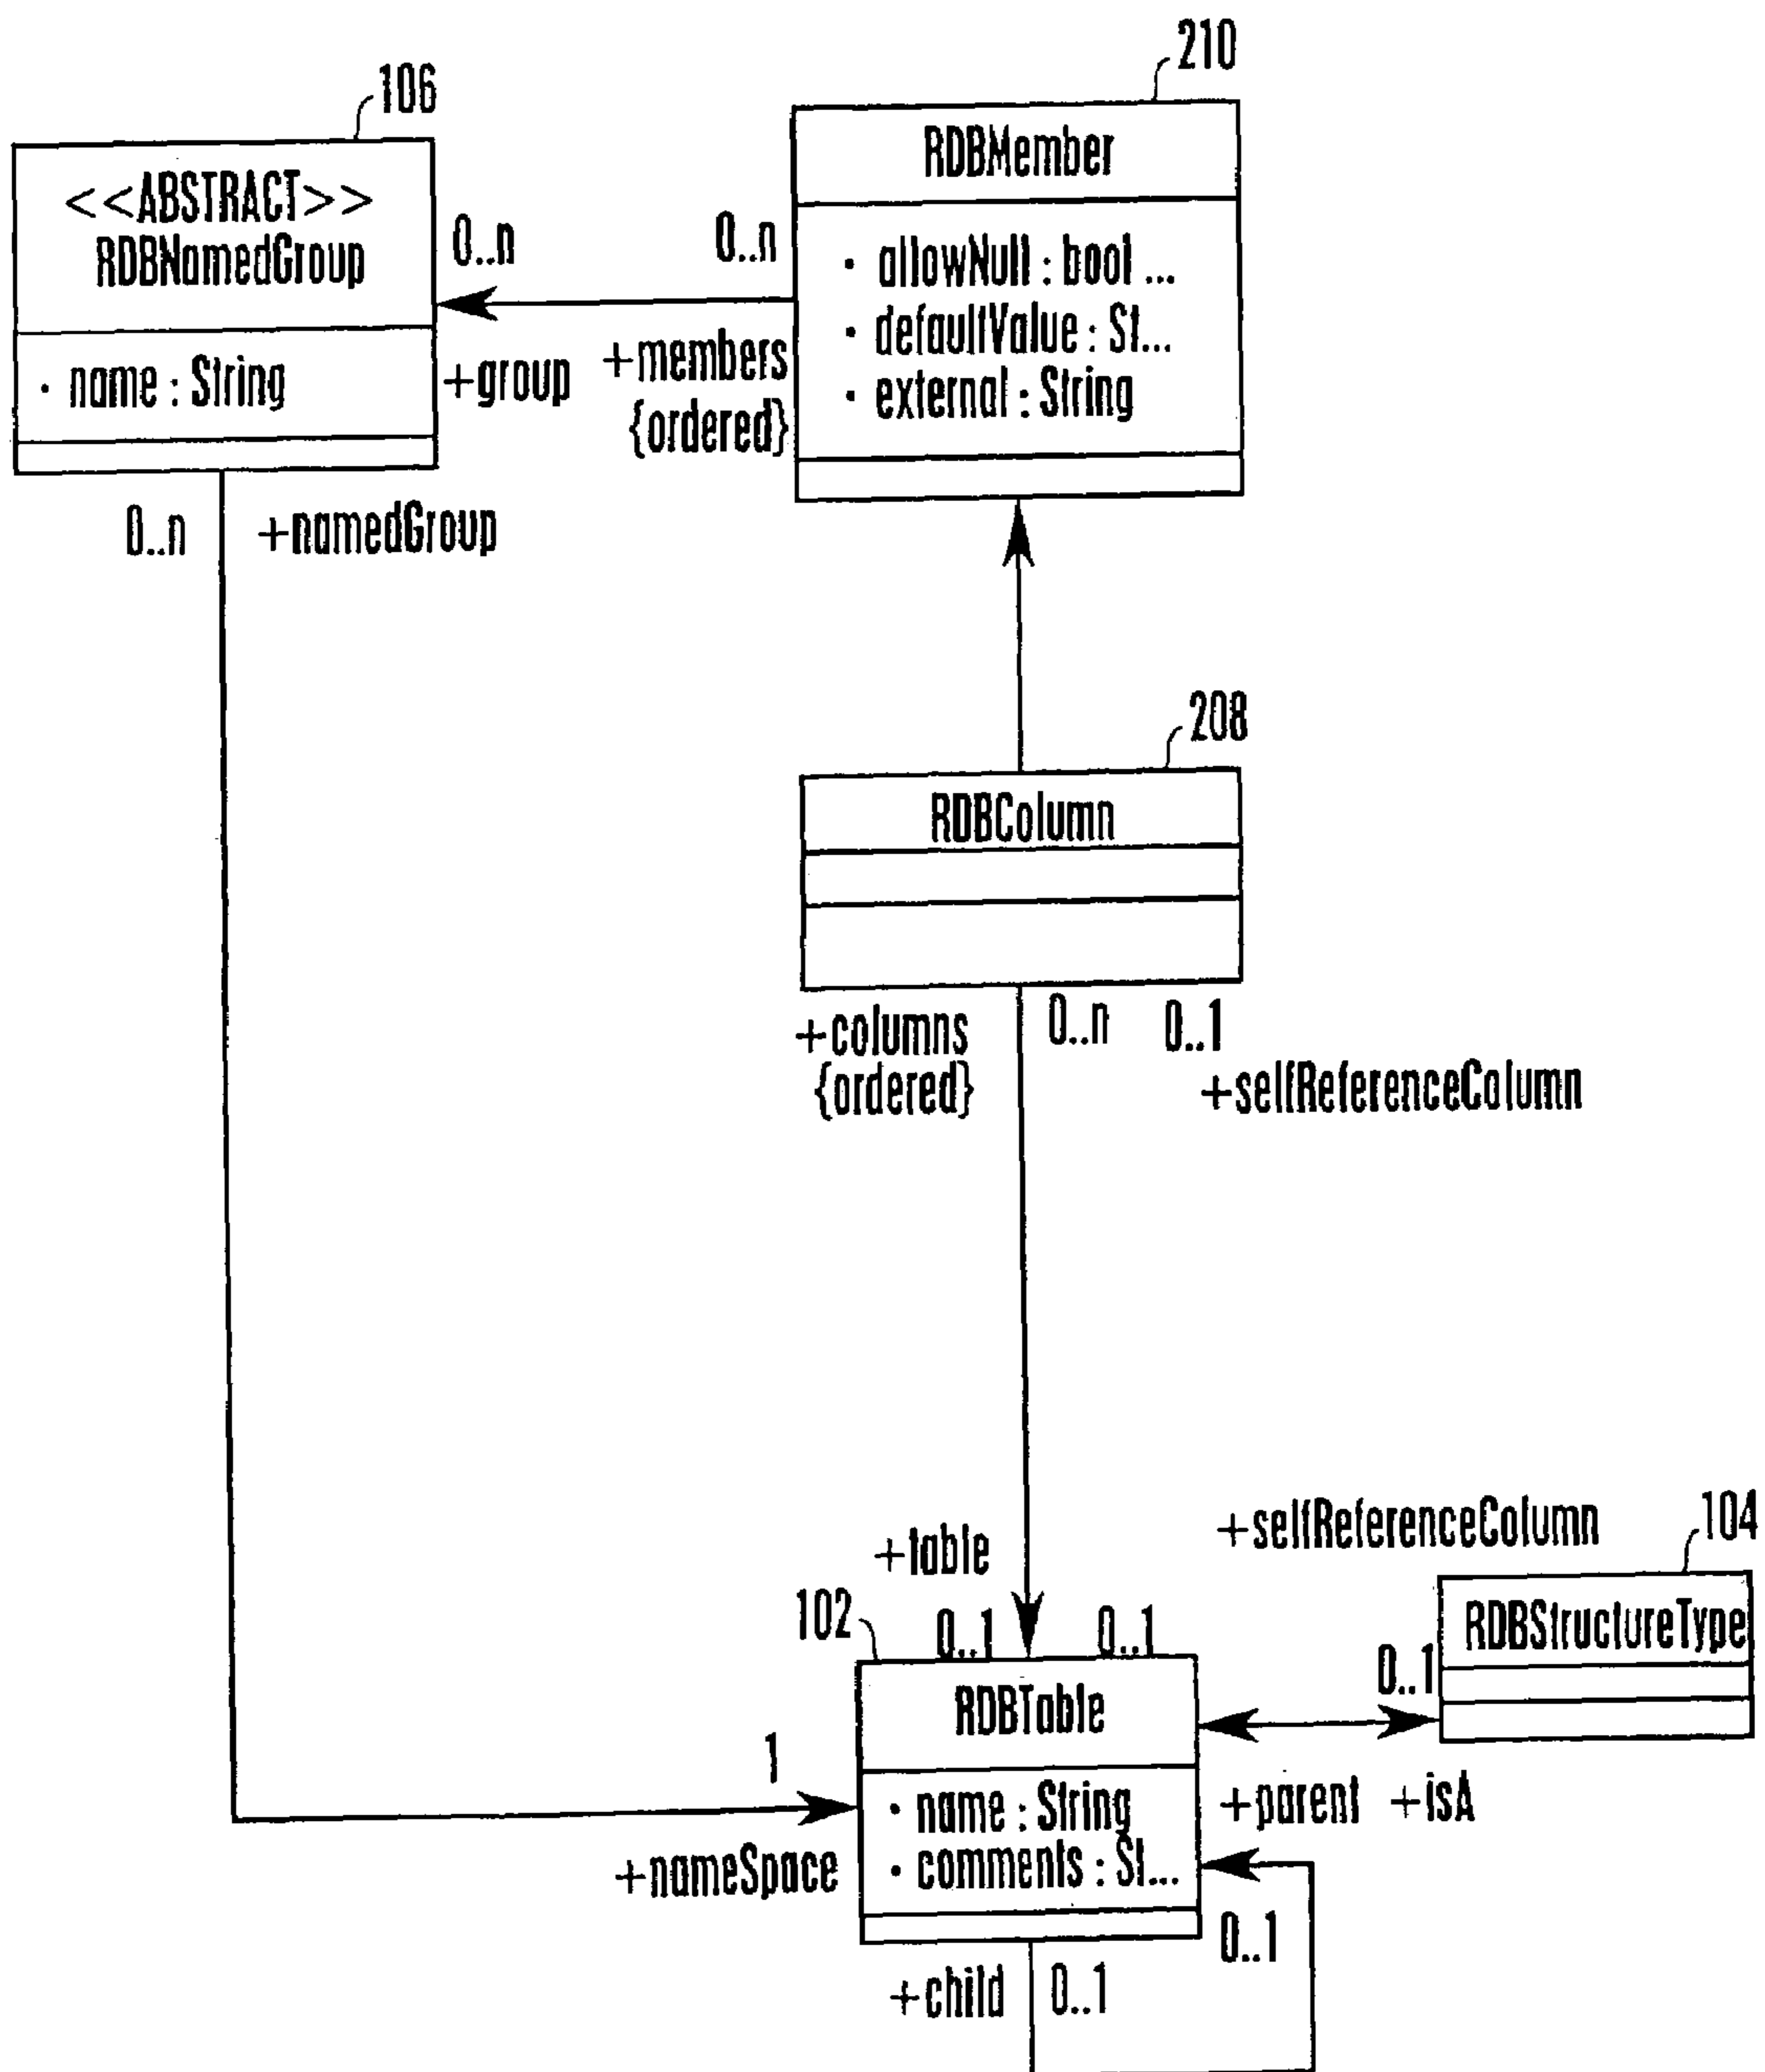 210
106
RDBMember
<<ABSTRACT>>
RDBNamedGroup
0..n
0..n
· allowNull : bool ...
· defaultValue : St...
· external : String
· name : String
+group
+members
{ordered}
0..n
+namedGroup
208
RDBColumn
+columns
{ordered}
0..n
0..1
+selfReferenceColumn
+selfReferenceColumn
104
+table
102
0..1
0..1
RDBStructureType
0..1
RDBTable
1
· name : String
· comments : St...
+parent
+isA
+nameSpace
0..1
+child
0..1